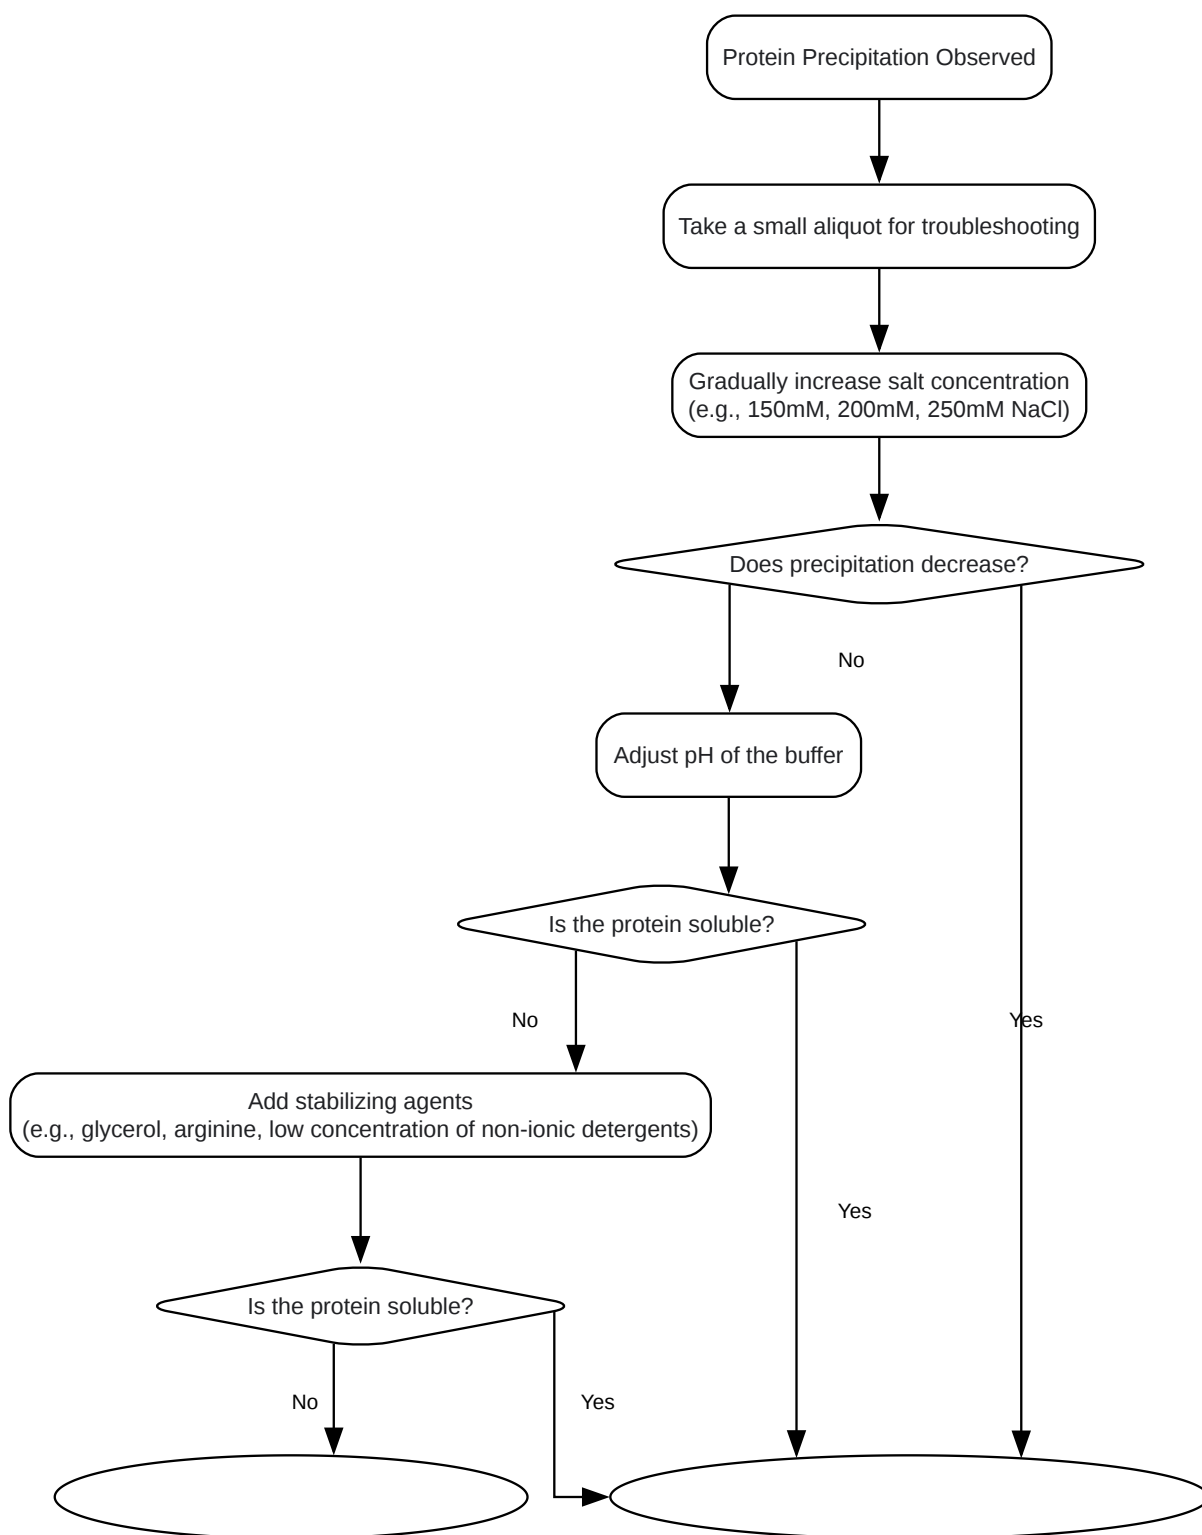 Protein Precipitation Observed
Take a small aliquot for troubleshooting
Gradually increase salt concentration
(e.g., 150mM, 200mM, 250mM NaCl)
Does precipitation decrease?
No
Adjust pH of the buffer
Is the protein soluble?
No
Yes
Add stabilizing agents
(e.g., glycerol, arginine, low concentration of non-ionic detergents)
Yes
Is the protein soluble?
No
Yes